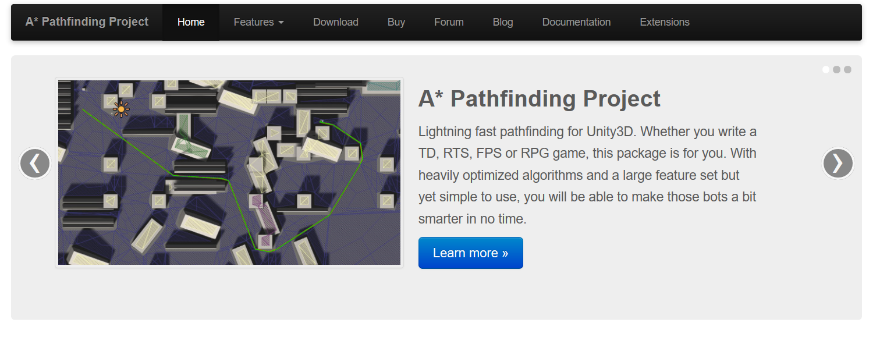 A* Pathfinding Project Home Features Download Buy Forum Blog Documentation Extensions
A* Pathfinding Project
Lightning fast pathfinding for Unity3D. Whether you write a
TD, RTS, FPS or RPG game, this package is for you. With
heavily optimized algorithms and a large feature set but
yet simple to use, you will be able to make those bots a bit
smarter in no time.
Learn more »